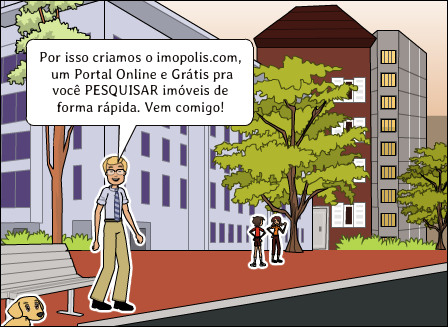 Por isso criamos o imopolis.com,
um Portal Online e Grátis pra
você PESQUISAR imóveis de
forma rápida. Vem comigo!